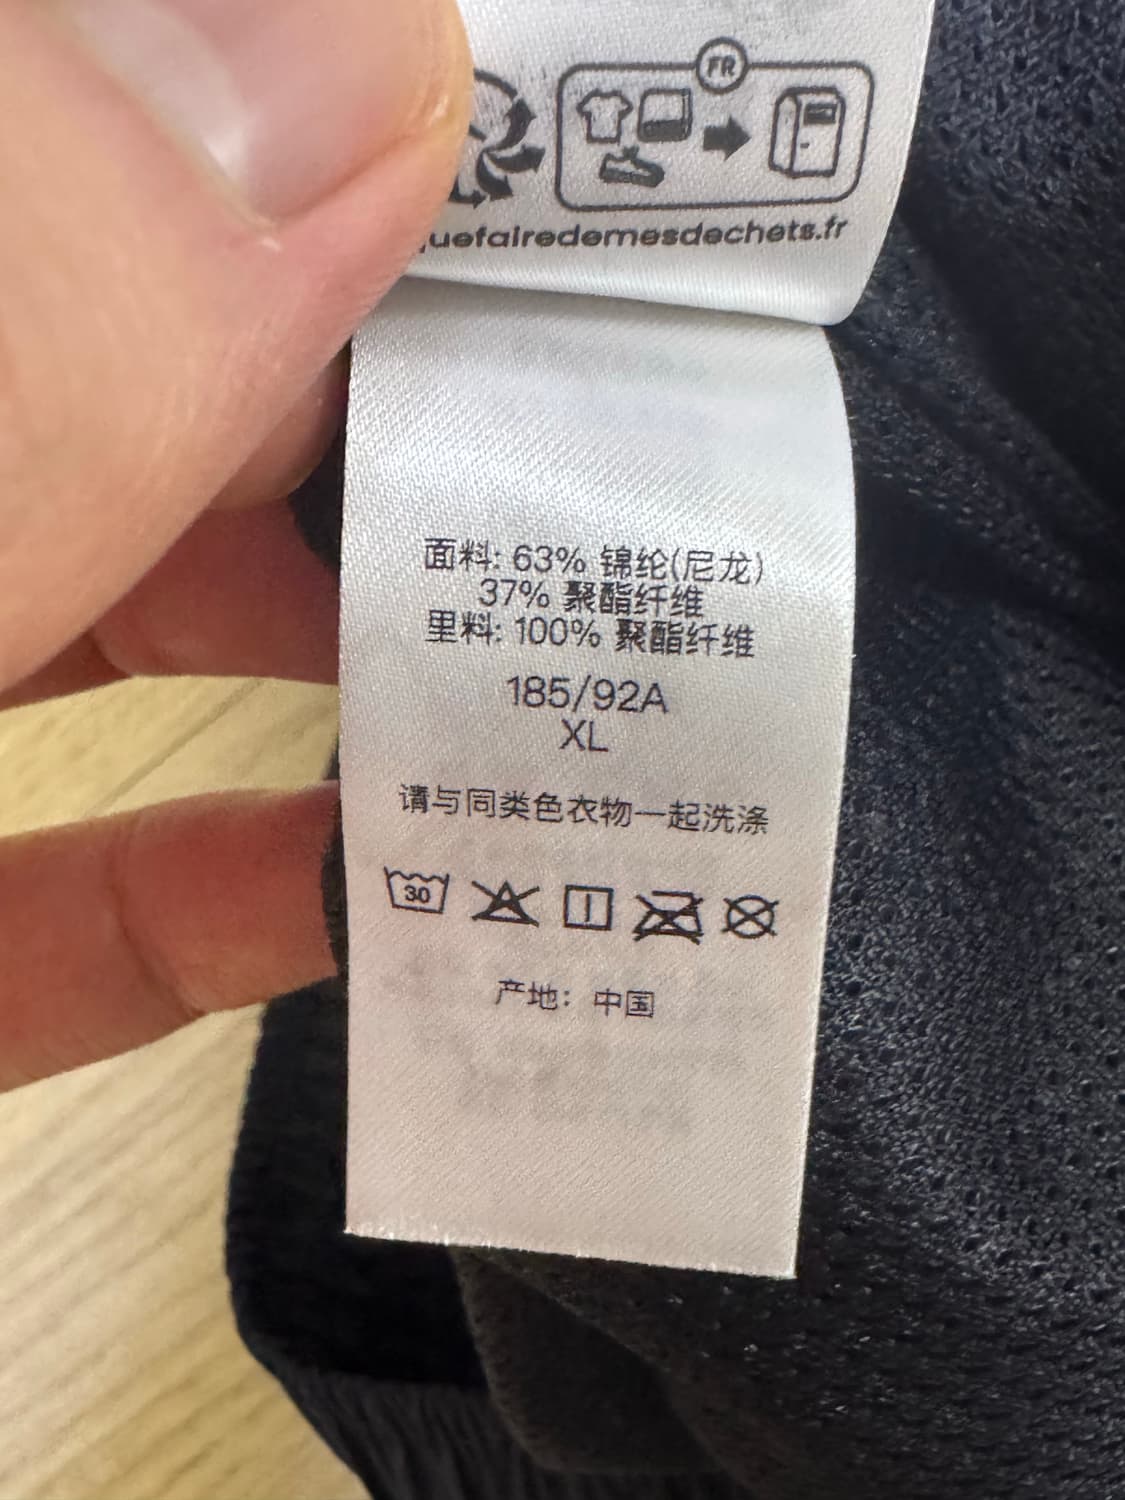 FR
quefairedemesdechets.fr
面料: 63% 锦纶(尼龙)
37% 聚酯纤维
里料: 100% 聚酯纤维
185/92A
XL
请与同类色衣物一起洗涤
30
产地: 中国